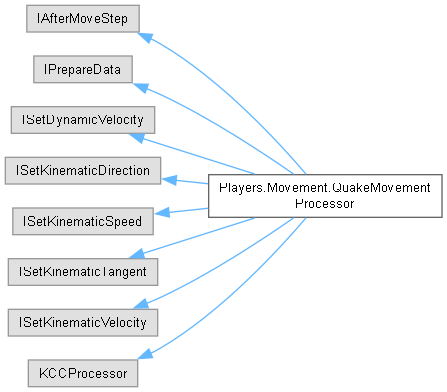 IAfterMoveStep
IPrepareData
ISetDynamicVelocity
ISetKinematicDirection
Players.Movement.QuakeMovement
Processor
ISetKinematicSpeed
ISetKinematicTangent
ISetKinematicVelocity
KCCProcessor